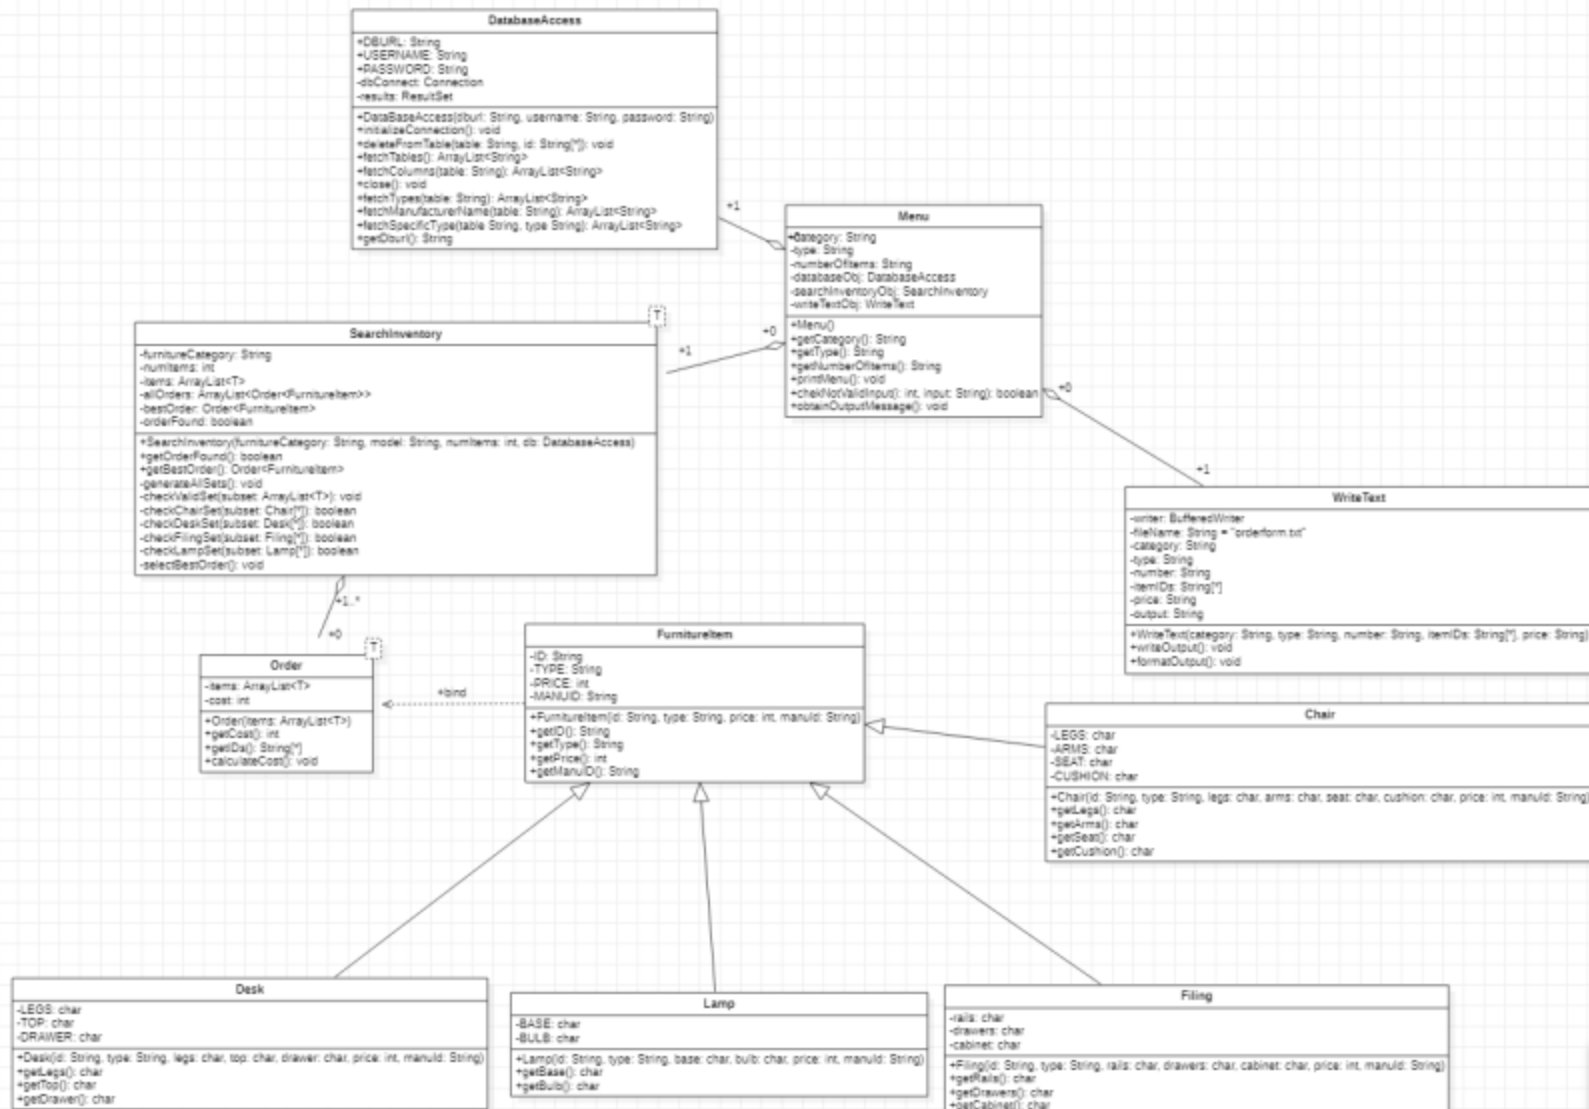 DatabaseAccess
+DBURL: String
+USERNAME: String
+PASSWORD: String
-dbConnect: Connection
-results: ResultSet
+DataBaseAccess(dburl: String, username: String, password: String)
+initializeConnection(): void
+deleteFromTable(table: String, id: String[*]): void
+fetchTables(): ArrayList<String>
+fetchColumns(table: String): ArrayList<String>
+close(): void
+fetchTypes(table: String): ArrayList<String>
+fetchManufacturerName(table: String): ArrayList<String>
+fetchSpecificType(table String, type String): ArrayList<String>
+getDburl(): String
+1
Menu
category: String
-type: String
-numberOfItems: String
-databaseObj: DatabaseAccess
-searchInventoryObj: SearchInventory
-writeTextObj: WriteText
+Menu()
+getCategory(): String
+getType(): String
+getNumberOfItems(): String
+printMenu(): void
+chekNotValidInput(): int, input: String): boolean
+obtainOutputMessage(): void
+0
+1
+0
+1
T
SearchInventory
-furnitureCategory: String
-numItems: int
-items: ArrayList<T>
-allOrders: ArrayList<Order<FurnitureItem>>
-bestOrder: Order<FurnitureItem>
-orderFound: boolean
+SearchInventory(furnitureCategory: String, model: String, numItems: int, db: DatabaseAccess)
+getOrderFound(): boolean
+getBestOrder(): Order<FurnitureItem>
-generateAllSets(): void
-checkValidSet(subset: ArrayList<T>): void
-checkChairSet(subset: Chair[*]): boolean
-checkDeskSet(subset: Desk[*]): boolean
-checkFilingSet(subset: Filing[*]): boolean
-checkLampSet(subset: Lamp[*]): boolean
-selectBestOrder(): void
+1..*
+0
WriteText
-writer: BufferedWriter
-fileName: String = "orderform.txt"
-category: String
-type: String
-number: String
-itemIDs: String[*]
-price: String
-output: String
+WriteText(category: String, type: String, number: String, itemIDs: String[*], price: String)
+writeOutput(): void
+formatOutput(): void
T
Order
-items: ArrayList<T>
-cost: int
+Order(items: ArrayList<T>)
+getCost(): int
+getIDs(): String[*]
+calculateCost(): void
+bind
FurnitureItem
-ID: String
-TYPE: String
-PRICE: int
-MANUID: String
+FurnitureItem(id: String, type: String, price: int, manuId: String)
+getID(): String
+getType(): String
+getPrice(): int
+getManuID(): String
Chair
-LEGS: char
-ARMS: char
-SEAT: char
-CUSHION: char
+Chair(id: String, type: String, legs: char, arms: char, seat: char, cushion: char, price: int, manuId: String)
+getLegs(): char
+getArms(): char
+getSeat(): char
+getCushion(): char
Desk
-LEGS: char
-TOP: char
-DRAWER: char
+Desk(id: String, type: String, legs: char, top: char, drawer: char, price: int, manuId: String)
+getLegs(): char
+getTop(): char
+getDrawer(): char
Lamp
-BASE: char
-BULB: char
+Lamp(id: String, type: String, base: char, bulb: char, price: int, manuId: String)
+getBase(): char
+getBulb(): char
Filing
-rails: char
-drawers: char
-cabinet: char
+Filing(id: String, type: String, rails: char, drawers: char, cabinet: char, price: int, manuId: String)
+getRails(): char
+getDrawers(): char
+getCabinet(): char